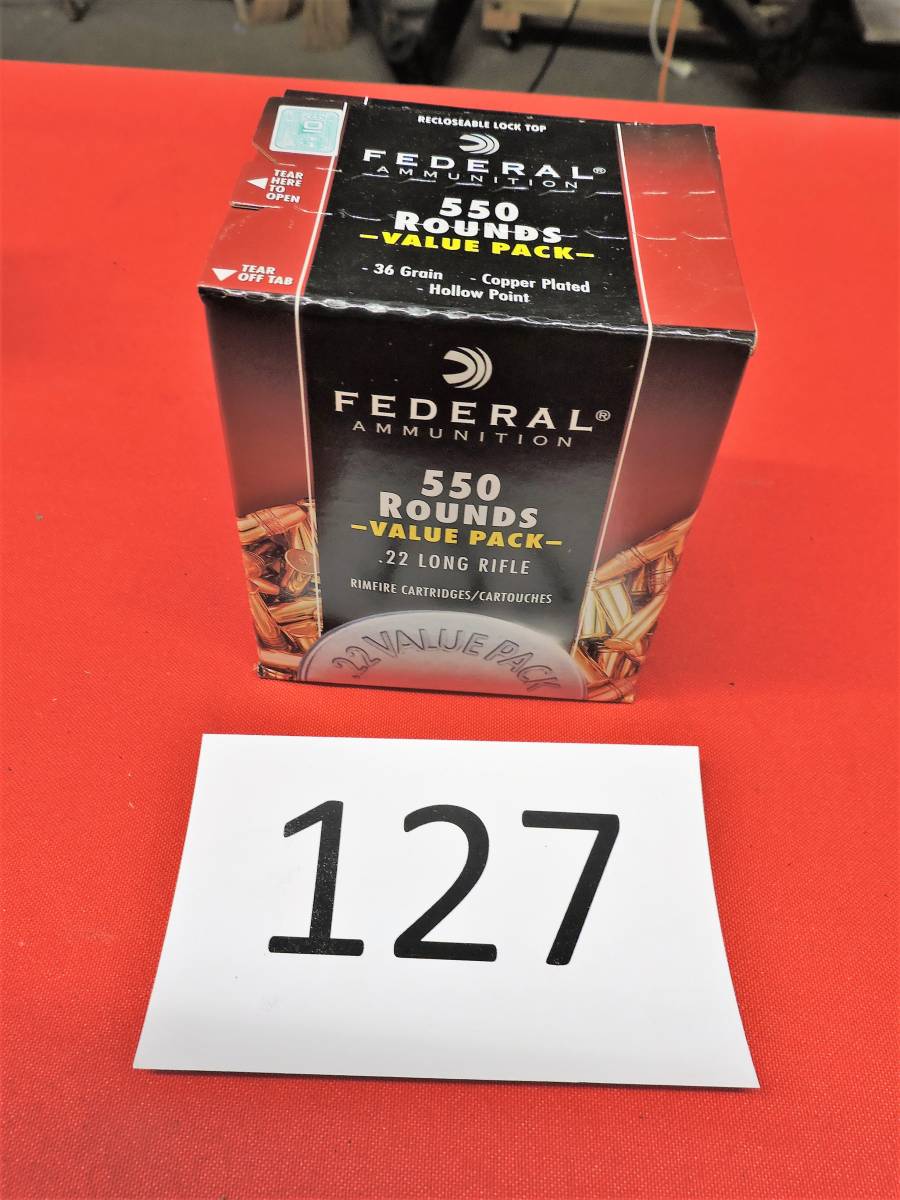 RECLOSEABLE LOCK TOP
FEDERAL®
AMMUNITION
550
ROUNDS
–VALUE PACK–
- 36 Grain - Copper Plated
- Hollow Point
TEAR
HERE
TO
OPEN
TEAR
OFF TAB
FEDERAL®
AMMUNITION
550
ROUNDS
–VALUE PACK–
.22 LONG RIFLE
RIMFIRE CARTRIDGES/CARTOUCHES
.22 VALUE PACK
127